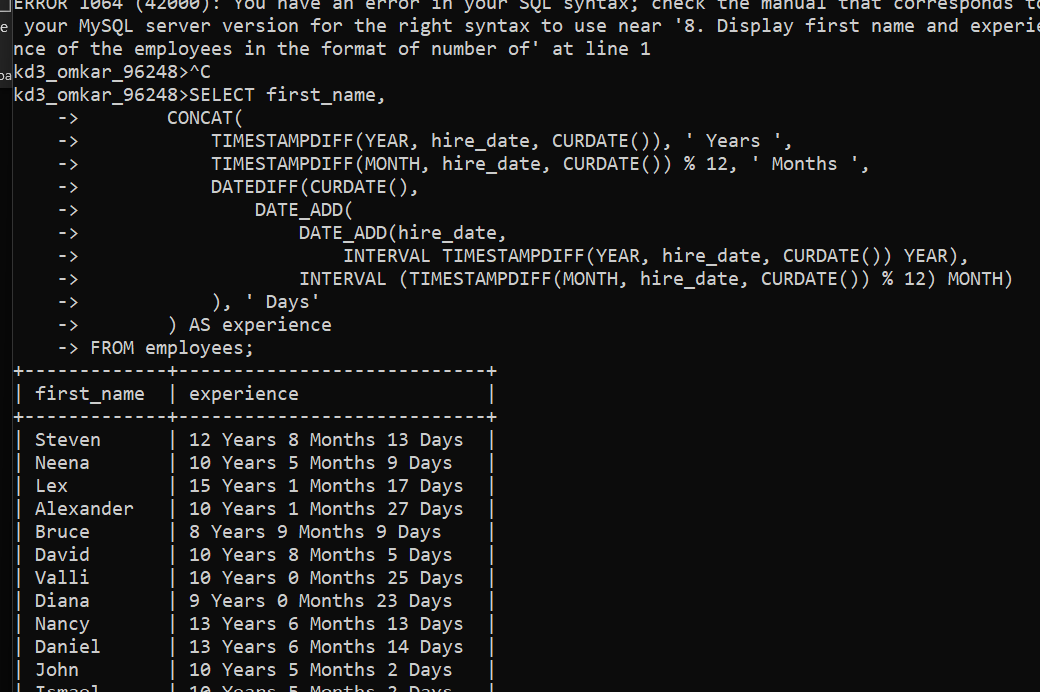 ERROR 1064 (42000): You have an error in your SQL syntax; check the manual that corresponds to
your MySQL server version for the right syntax to use near '8. Display first name and experie
nce of the employees in the format of number of' at line 1
kd3_omkar_96248>^C
kd3_omkar_96248>SELECT first_name,
    ->        CONCAT(
    ->            TIMESTAMPDIFF(YEAR, hire_date, CURDATE()), ' Years ',
    ->            TIMESTAMPDIFF(MONTH, hire_date, CURDATE()) % 12, ' Months ',
    ->            DATEDIFF(CURDATE(),
    ->                DATE_ADD(
    ->                    DATE_ADD(hire_date,
    ->                        INTERVAL TIMESTAMPDIFF(YEAR, hire_date, CURDATE()) YEAR),
    ->                    INTERVAL (TIMESTAMPDIFF(MONTH, hire_date, CURDATE()) % 12) MONTH)
    ->            ), ' Days'
    ->        ) AS experience
    -> FROM employees;
+-------------+----------------------------+
| first_name  | experience                 |
+-------------+----------------------------+
| Steven      | 12 Years 8 Months 13 Days  |
| Neena       | 10 Years 5 Months 9 Days   |
| Lex         | 15 Years 1 Months 17 Days  |
| Alexander   | 10 Years 1 Months 27 Days  |
| Bruce       | 8 Years 9 Months 9 Days    |
| David       | 10 Years 8 Months 5 Days   |
| Valli       | 10 Years 0 Months 25 Days  |
| Diana       | 9 Years 0 Months 23 Days   |
| Nancy       | 13 Years 6 Months 13 Days  |
| Daniel      | 13 Years 6 Months 14 Days  |
| John        | 10 Years 5 Months 2 Days   |
| Ismael      | 10 Years 5 Months 2 Days   |